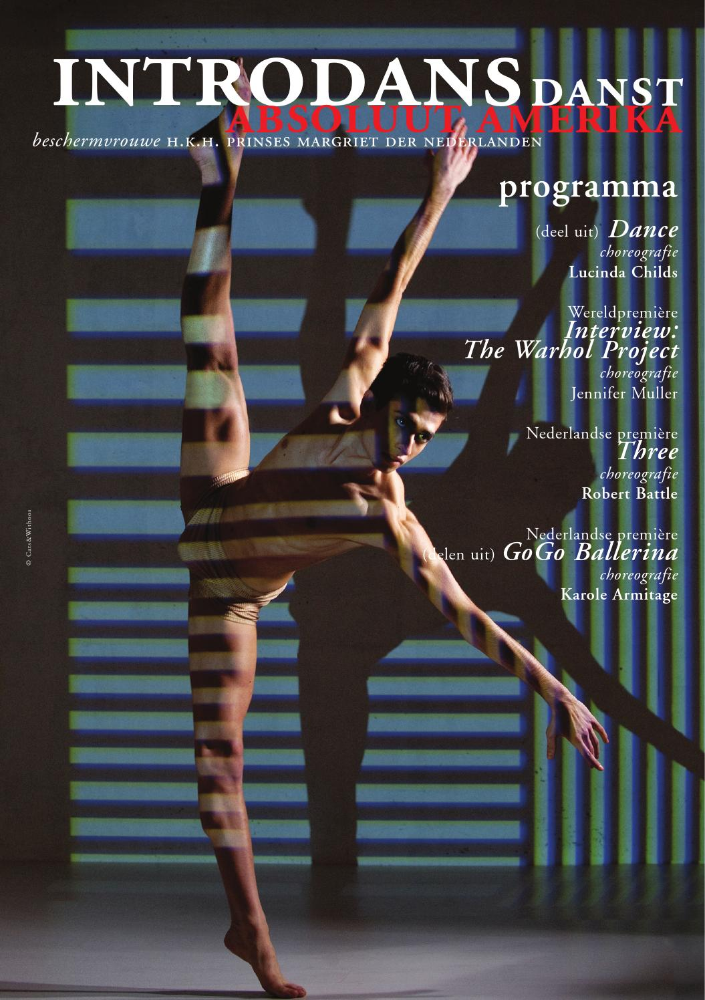 INTRODANS DANST
ABSOLUUT AMERIKA
beschermvrouwe H.K.H. PRINSES MARGRIET DER NEDERLANDEN
programma
(deel uit) Dance
choreografie
Lucinda Childs
Wereldpremière
Interview:
The Warhol Project
choreografie
Jennifer Muller
Nederlandse première
Three
choreografie
Robert Battle
Nederlandse première
(delen uit) GoGo Ballerina
choreografie
Karole Armitage
© Cats&Withoos